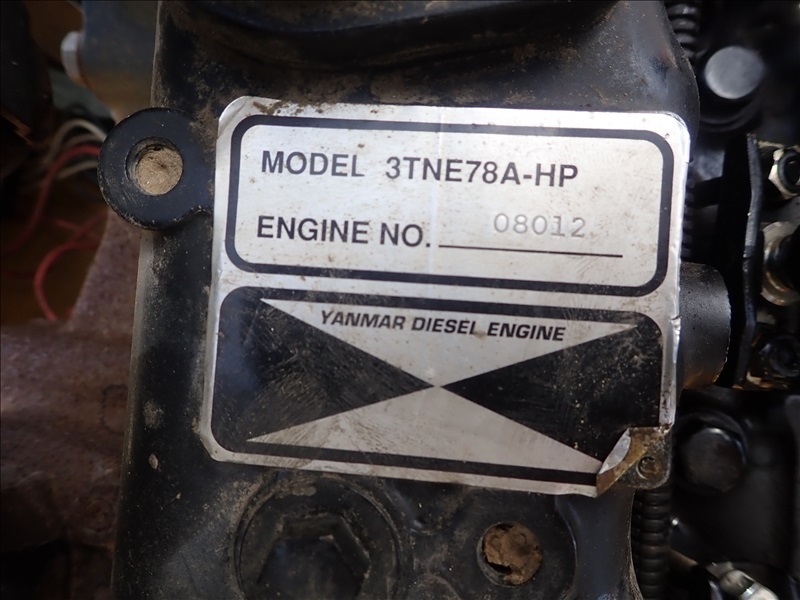 MODEL 3TNE78A-HP
ENGINE NO. 08012
YANMAR DIESEL ENGINE